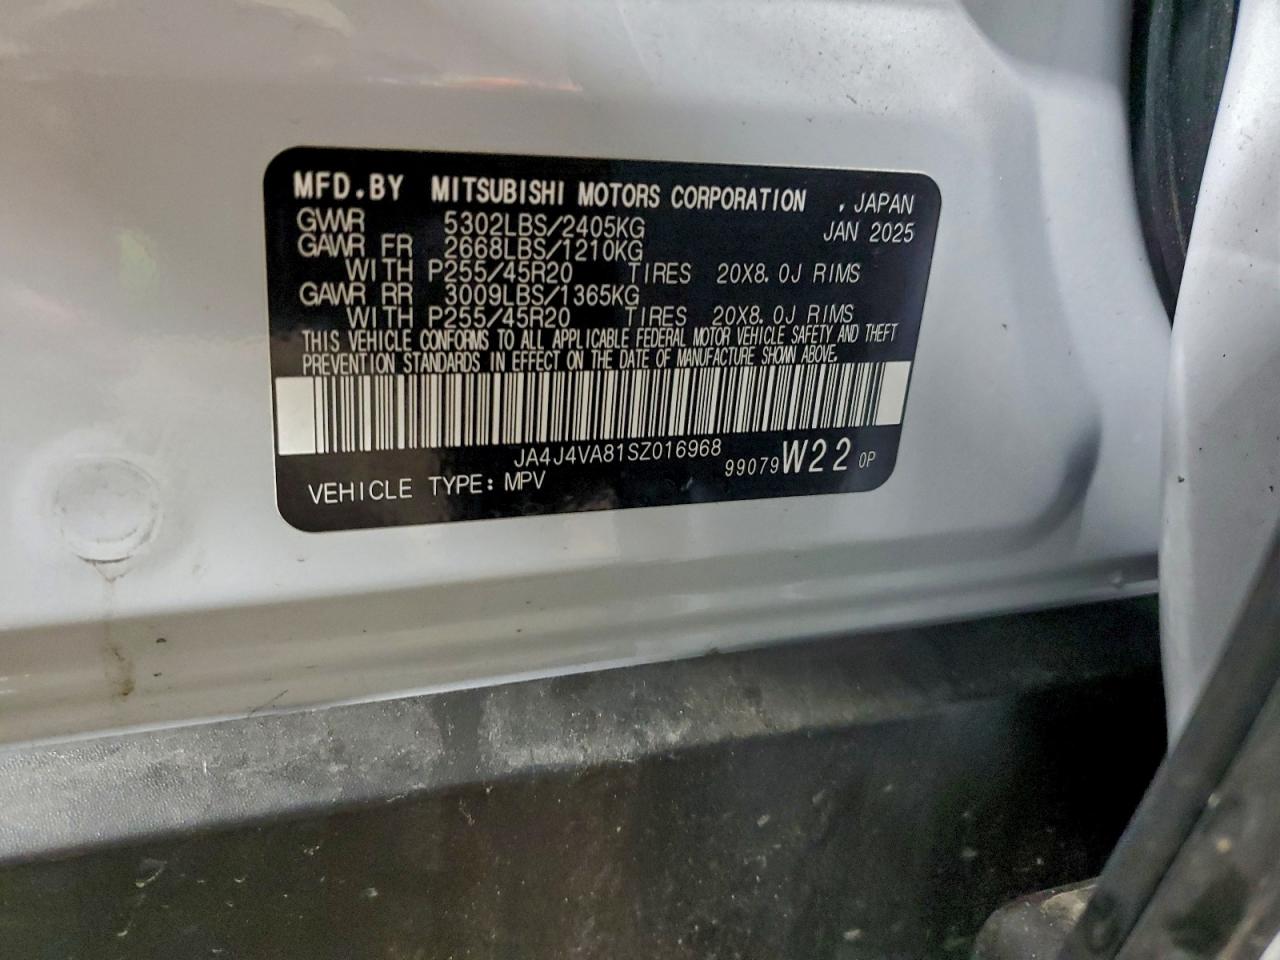 MFD.BY MITSUBISHI MOTORS CORPORATION , JAPAN
GVWR 5302LBS/2405KG JAN 2025
GAWR FR 2668LBS/1210KG
WITH P255/45R20 TIRES 20X8.0J RIMS
GAWR RR 3009LBS/1365KG
WITH P255/45R20 TIRES 20X8.0J RIMS
THIS VEHICLE CONFORMS TO ALL APPLICABLE FEDERAL MOTOR VEHICLE SAFETY AND THEFT
PREVENTION STANDARDS IN EFFECT ON THE DATE OF MANUFACTURE SHOWN ABOVE.
JA4J4VA81SZ016968
99079 W22 0P
VEHICLE TYPE: MPV